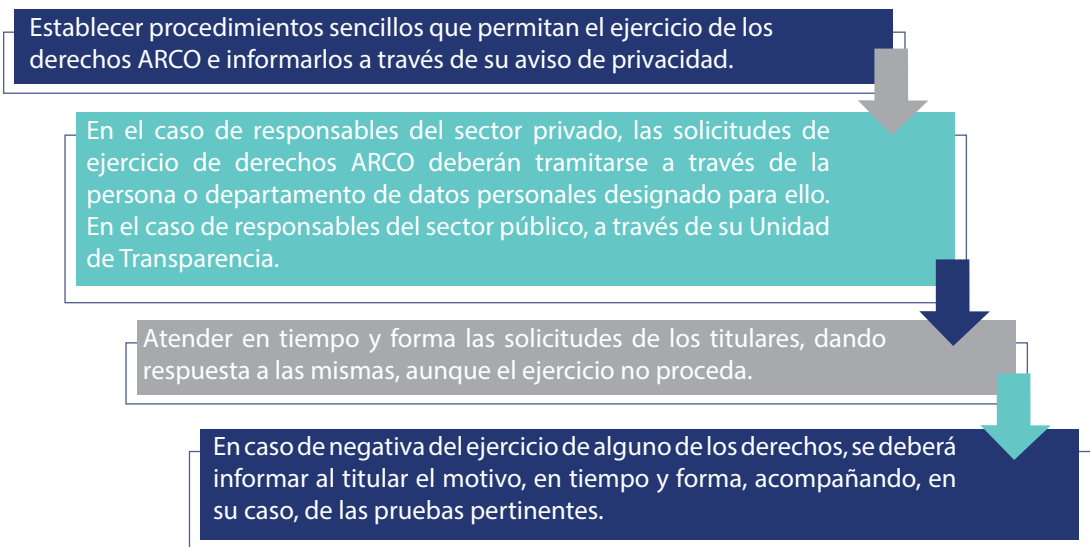 Establecer procedimientos sencillos que permitan el ejercicio de los
derechos ARCO e informarlos a través de su aviso de privacidad.
En el caso de responsables del sector privado, las solicitudes de
ejercicio de derechos ARCO deberán tramitarse a través de la
persona o departamento de datos personales designado para ello.
En el caso de responsables del sector público, a través de su Unidad
de Transparencia.
Atender en tiempo y forma las solicitudes de los titulares, dando
respuesta a las mismas, aunque el ejercicio no proceda.
En caso de negativa del ejercicio de alguno de los derechos, se deberá
informar al titular el motivo, en tiempo y forma, acompañando, en
su caso, de las pruebas pertinentes.